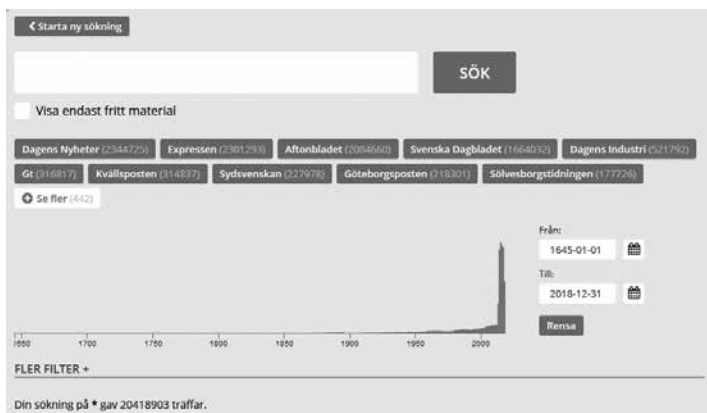 Starta ny sökning
SÖK
Visa endast fritt material
Dagens Nyheter (2344725) Expressen (2301293) Aftonbladet (2084660) Svenska Dagbladet (1664032) Dagens Industri (521792)
Gt (316817) Kvällsposten (314837) Sydsvenskan (227978) Göteborgsposten (218301) Sölvesborgstidningen (177726)
Se fler (442)
Från:
1645-01-01
Till:
2018-12-31
Rensa
1650 1700 1750 1800 1850 1900 1950 2000
FLER FILTER +
Din sökning på * gav 20418903 träffar.